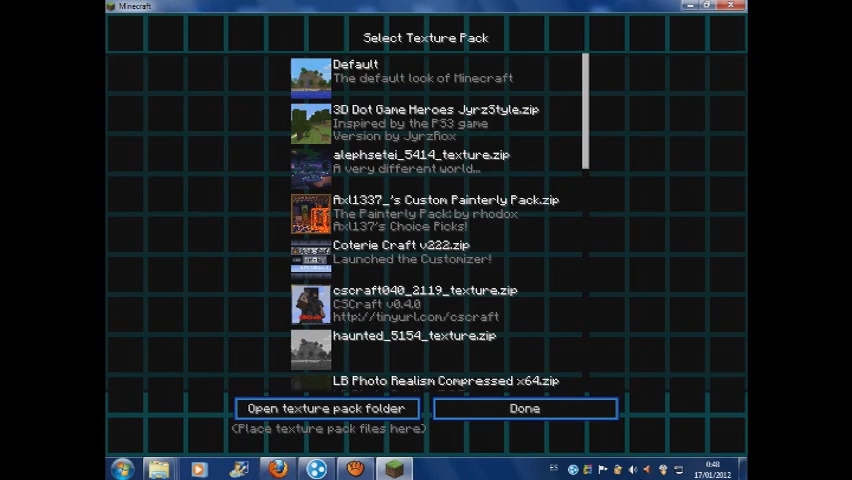 Minecraft
Select Texture Pack
Default
The default look of Minecraft
3D Dot Game Heroes JyrzStyle.zip
Inspired by the PS3 game
Version by JyrzRox
alephsetei_5414_texture.zip
A very different world...
Axl1337_'s Custom Painterly Pack.zip
The Painterly Pack: by rhodox
Axl137's Choice Picks!
Coterie Craft v222.zip
Launched the Customizer!
cscraft040_2119_texture.zip
CSCraft v0.4.0
http://tinyurl.com/cscraft
haunted_5154_texture.zip
LB Photo Realism Compressed x64.zip
Open texture pack folder
Done
(Place texture pack files here)
ES
0:48
17/01/2012